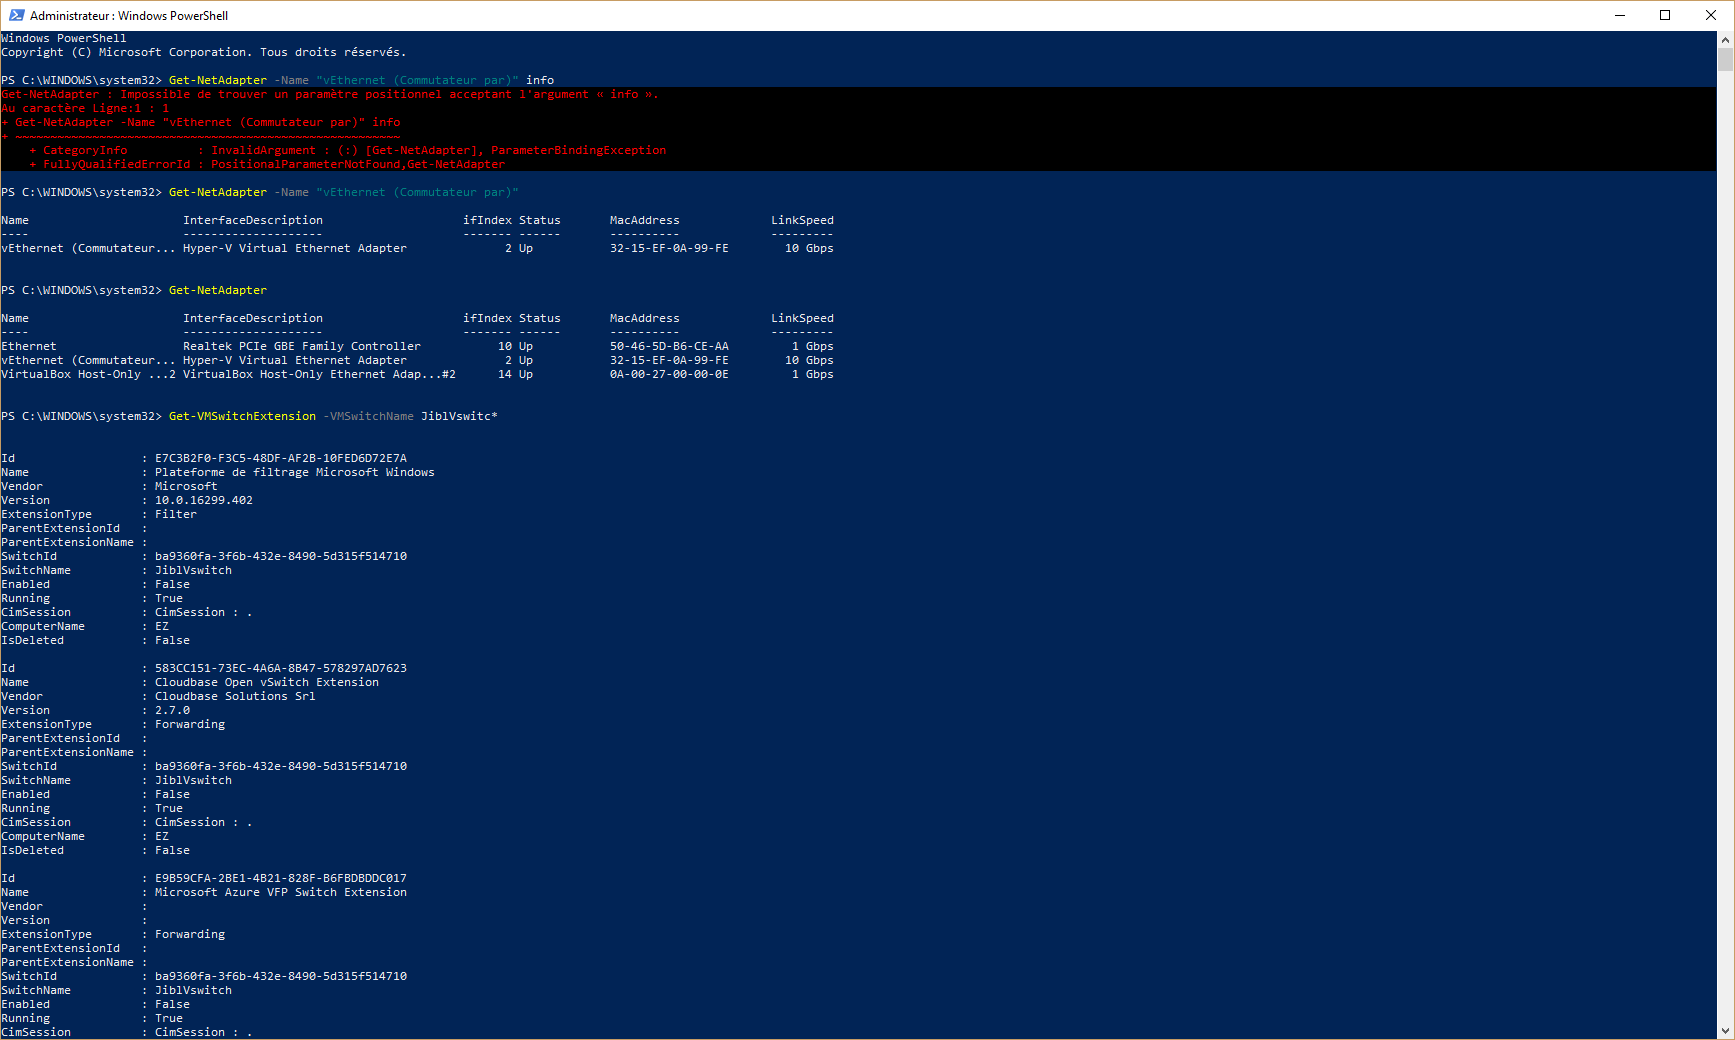 Administrateur : Windows PowerShell
Windows PowerShell
Copyright (C) Microsoft Corporation. Tous droits réservés.
PS C:\WINDOWS\system32> Get-NetAdapter -Name "vEthernet (Commutateur par)" info
Get-NetAdapter : Impossible de trouver un paramètre positionnel acceptant l'argument « info ».
Au caractère Ligne:1 : 1
+ Get-NetAdapter -Name "vEthernet (Commutateur par)" info
+ ~~~~~~~~~~~~~~~~~~~~~~~~~~~~~~~~~~~~~~~~~~~~~~~~~~~~~~~
    + CategoryInfo          : InvalidArgument : (:) [Get-NetAdapter], ParameterBindingException
    + FullyQualifiedErrorId : PositionalParameterNotFound,Get-NetAdapter
PS C:\WINDOWS\system32> Get-NetAdapter -Name "vEthernet (Commutateur par)"
Name                      InterfaceDescription                    ifIndex Status       MacAddress             LinkSpeed
----                      --------------------                    ------- ------       ----------             ---------
vEthernet (Commutateur... Hyper-V Virtual Ethernet Adapter              2 Up           32-15-EF-0A-99-FE        10 Gbps
PS C:\WINDOWS\system32> Get-NetAdapter
Name                      InterfaceDescription                    ifIndex Status       MacAddress             LinkSpeed
----                      --------------------                    ------- ------       ----------             ---------
Ethernet                  Realtek PCIe GBE Family Controller           10 Up           50-46-5D-B6-CE-AA         1 Gbps
vEthernet (Commutateur... Hyper-V Virtual Ethernet Adapter              2 Up           32-15-EF-0A-99-FE        10 Gbps
VirtualBox Host-Only ...2 VirtualBox Host-Only Ethernet Adap...#2      14 Up           0A-00-27-00-00-0E         1 Gbps
PS C:\WINDOWS\system32> Get-VMSwitchExtension -VMSwitchName JiblVswitc*
Id                  : E7C3B2F0-F3C5-48DF-AF2B-10FED6D72E7A
Name                : Plateforme de filtrage Microsoft Windows
Vendor              : Microsoft
Version             : 10.0.16299.402
ExtensionType       : Filter
ParentExtensionId   :
ParentExtensionName :
SwitchId            : ba9360fa-3f6b-432e-8490-5d315f514710
SwitchName          : JiblVswitch
Enabled             : False
Running             : True
CimSession          : CimSession : .
ComputerName        : EZ
IsDeleted           : False
Id                  : 583CC151-73EC-4A6A-8B47-578297AD7623
Name                : Cloudbase Open vSwitch Extension
Vendor              : Cloudbase Solutions Srl
Version             : 2.7.0
ExtensionType       : Forwarding
ParentExtensionId   :
ParentExtensionName :
SwitchId            : ba9360fa-3f6b-432e-8490-5d315f514710
SwitchName          : JiblVswitch
Enabled             : False
Running             : True
CimSession          : CimSession : .
ComputerName        : EZ
IsDeleted           : False
Id                  : E9B59CFA-2BE1-4B21-828F-B6FBDBDDC017
Name                : Microsoft Azure VFP Switch Extension
Vendor              :
Version             :
ExtensionType       : Forwarding
ParentExtensionId   :
ParentExtensionName :
SwitchId            : ba9360fa-3f6b-432e-8490-5d315f514710
SwitchName          : JiblVswitch
Enabled             : False
Running             : True
CimSession          : CimSession : .